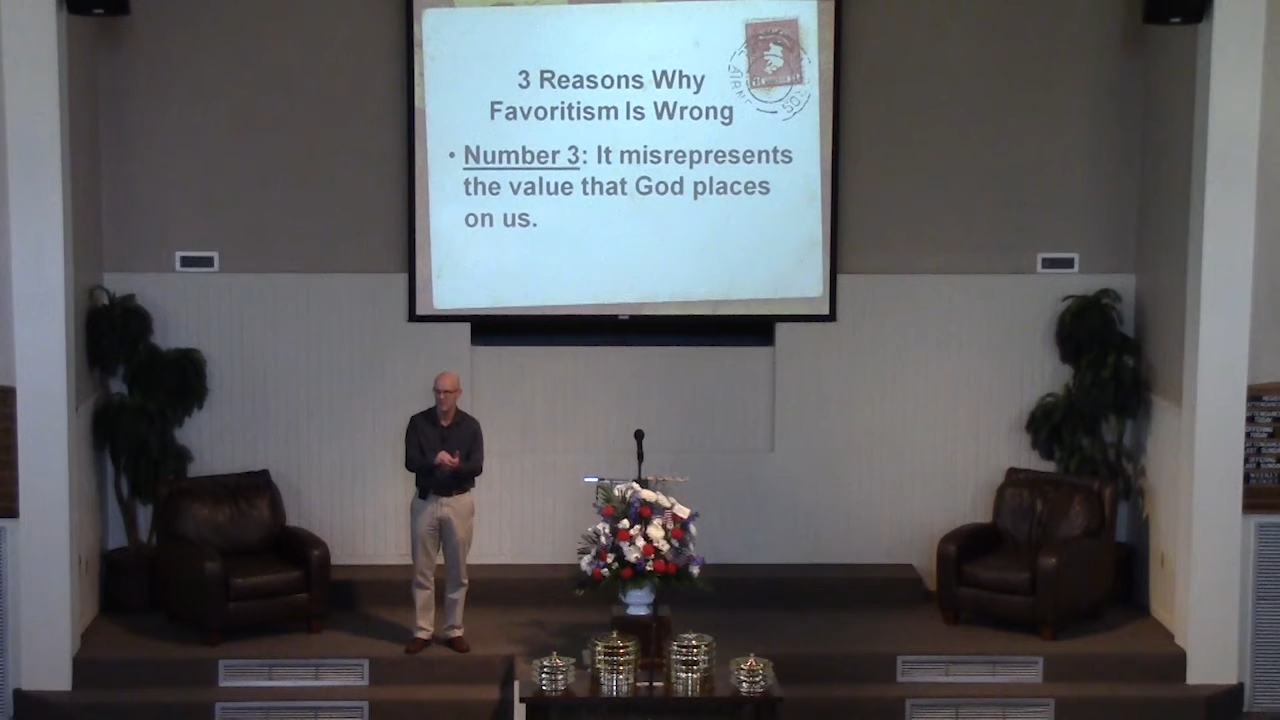 3 Reasons Why
Favoritism Is Wrong
• Number 3: It misrepresents
the value that God places
on us.